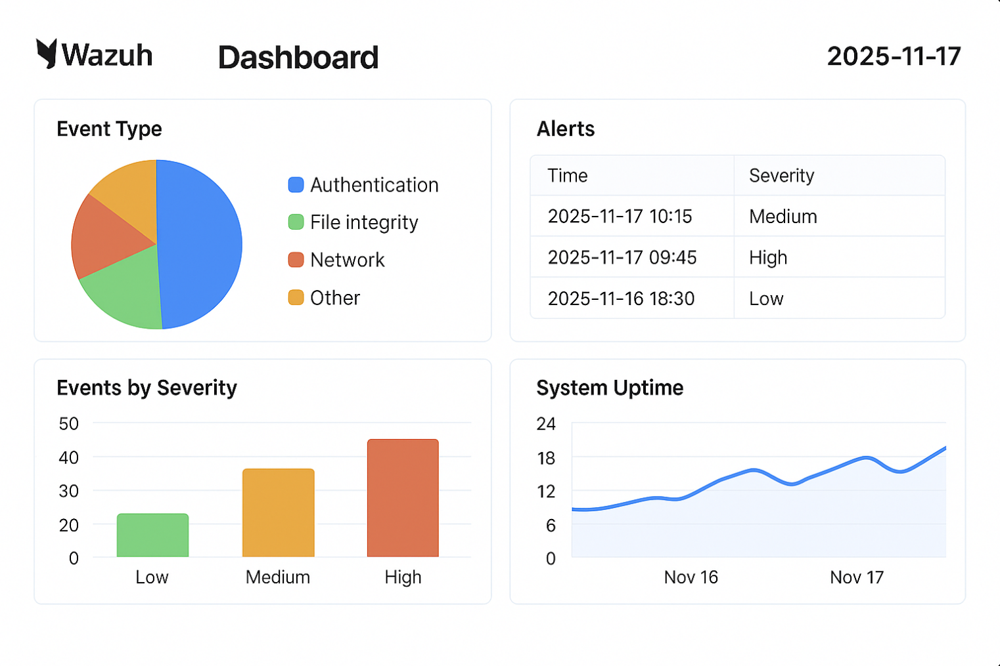 Wazuh
Dashboard
2025-11-17
Event Type
Authentication
File integrity
Network
Other
Alerts
Time Severity
2025-11-17 10:15 Medium
2025-11-17 09:45 High
2025-11-16 18:30 Low
Events by Severity
50
40
30
20
0
Low Medium High
System Uptime
24
18
12
6
0
Nov 16 Nov 17